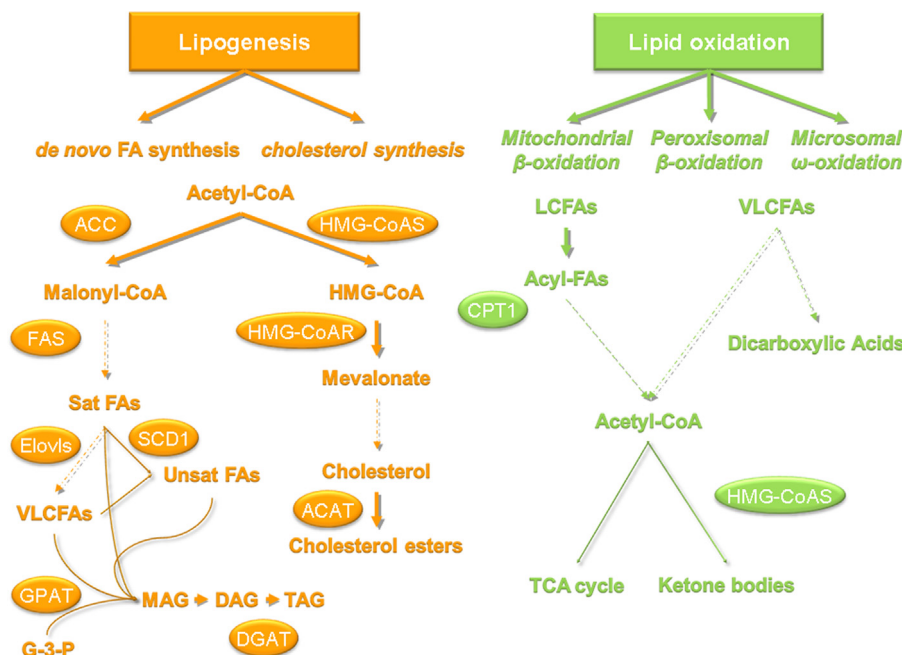 Lipogenesis
de novo FA synthesis
cholesterol synthesis
Acetyl-CoA
ACC
HMG-CoAS
Malonyl-CoA
HMG-CoA
FAS
HMG-CoAR
Mevalonate
Sat FAs
Elovls
SCD1
Unsat FAs
Cholesterol
VLCFAs
ACAT
Cholesterol esters
GPAT
MAG
DAG
TAG
DGAT
G-3-P
Lipid oxidation
Mitochondrial
β-oxidation
Peroxisomal
β-oxidation
Microsomal
ω-oxidation
LCFAs
VLCFAs
Acyl-FAs
CPT1
Dicarboxylic Acids
Acetyl-CoA
HMG-CoAS
TCA cycle
Ketone bodies